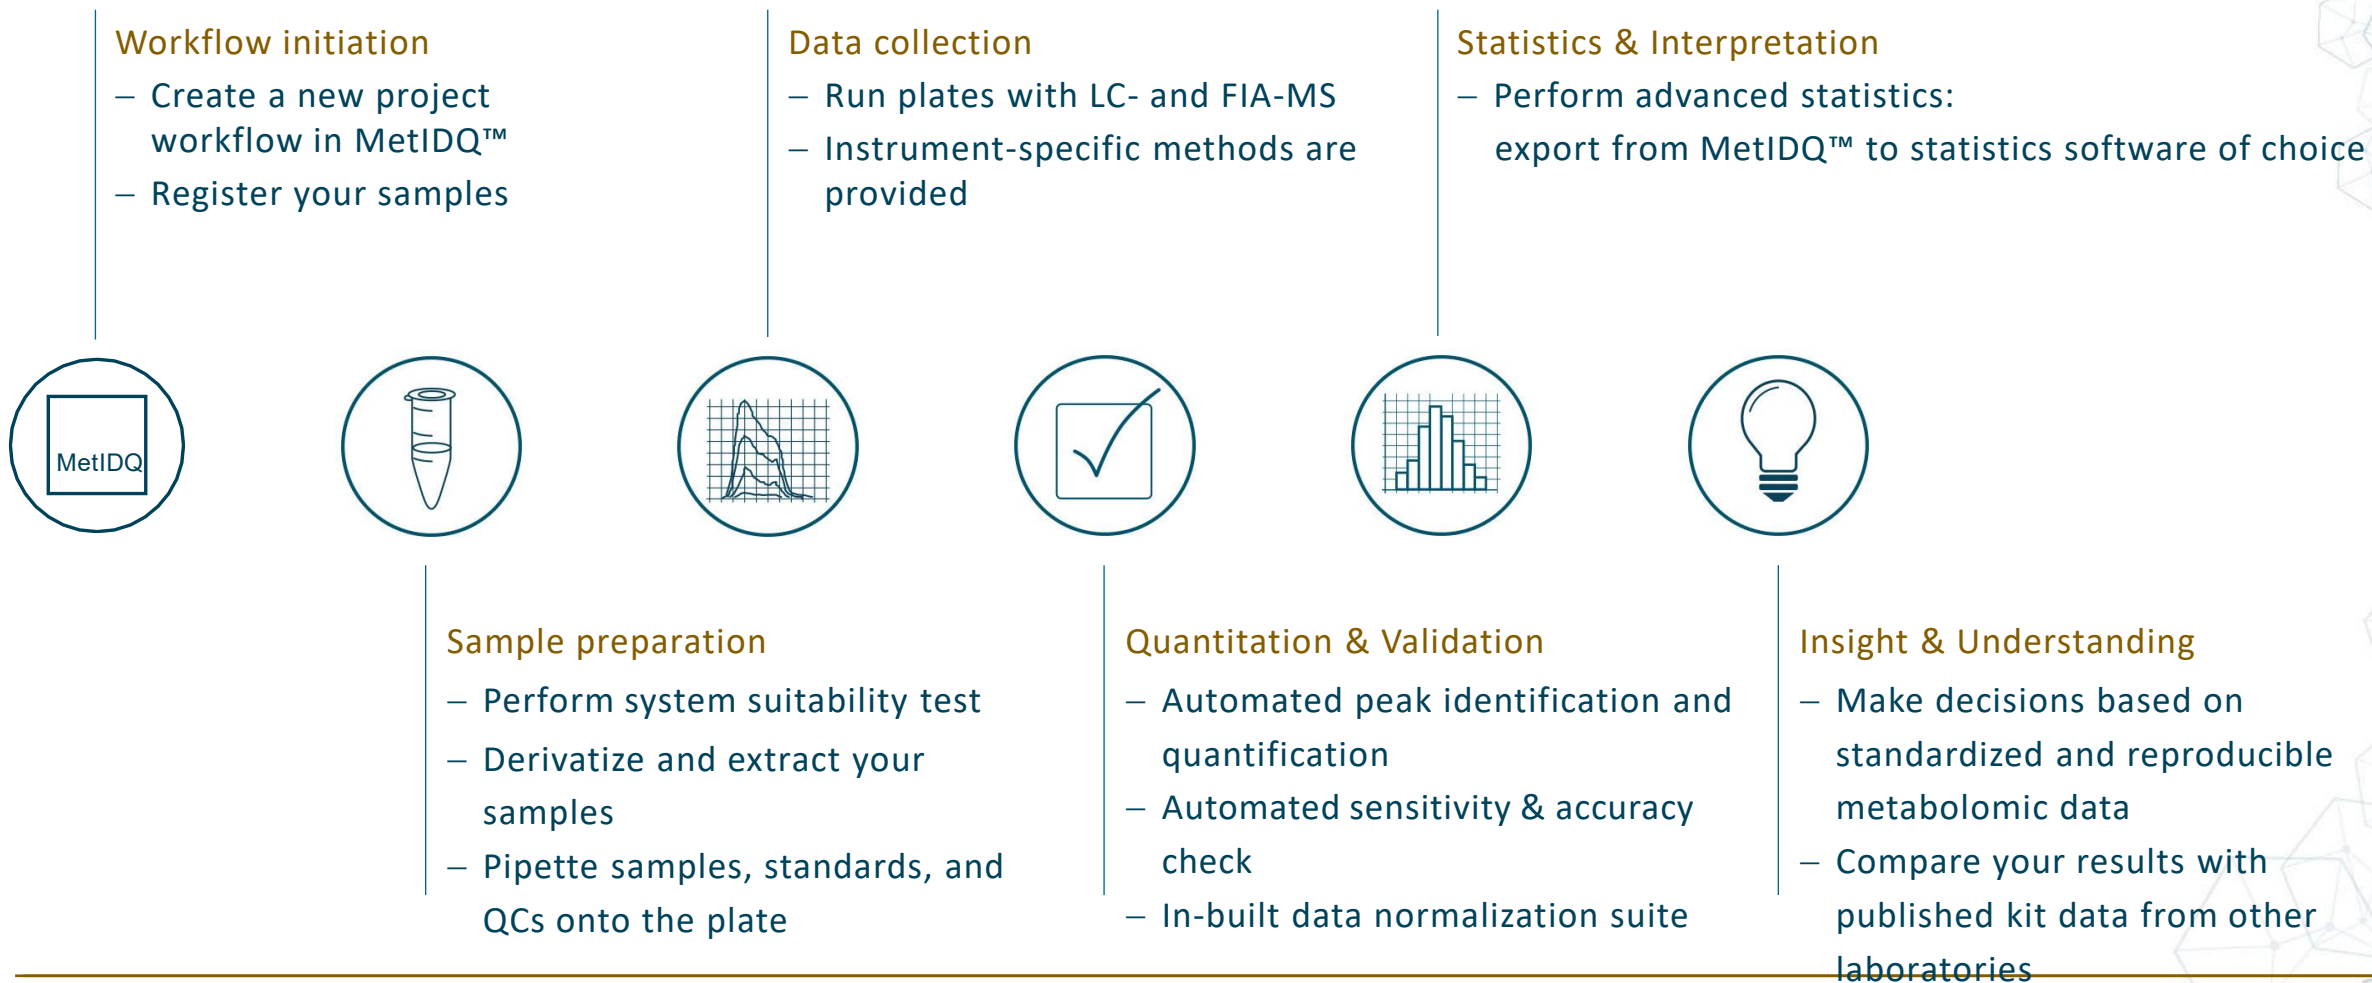 Workflow initiation
– Create a new project
workflow in MetIDQ™
– Register your samples
Data collection
– Run plates with LC- and FIA-MS
– Instrument-specific methods are
provided
Statistics & Interpretation
– Perform advanced statistics:
export from MetIDQ™ to statistics software of choice
MetIDQ
Sample preparation
– Perform system suitability test
– Derivatize and extract your
samples
– Pipette samples, standards, and
QCs onto the plate
Quantitation & Validation
– Automated peak identification and
quantification
– Automated sensitivity & accuracy
check
– In-built data normalization suite
Insight & Understanding
– Make decisions based on
standardized and reproducible
metabolomic data
– Compare your results with
published kit data from other
laboratories